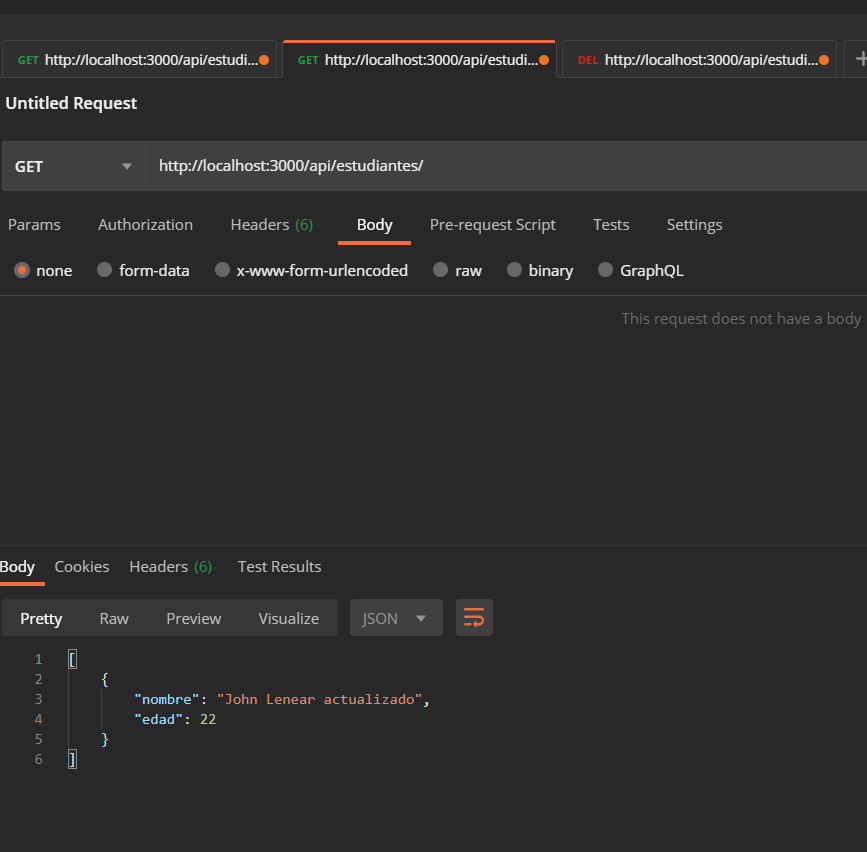 GET http://localhost:3000/api/estudi... GET http://localhost:3000/api/estudi... DEL http://localhost:3000/api/estudi... +
Untitled Request
GET http://localhost:3000/api/estudiantes/
Params Authorization Headers (6) Body Pre-request Script Tests Settings
none form-data x-www-form-urlencoded raw binary GraphQL
This request does not have a body
Body Cookies Headers (6) Test Results
Pretty Raw Preview Visualize JSON
1 [
2 {
3 "nombre": "John Lenear actualizado",
4 "edad": 22
5 }
6 ]